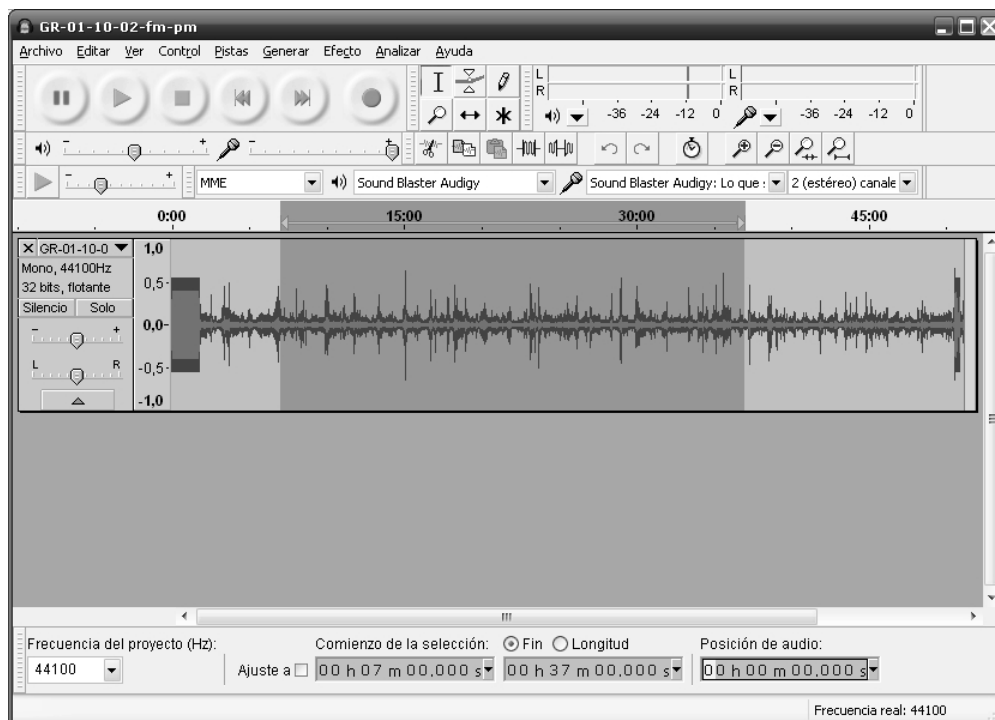 GR-01-10-02-fm-pm
Archivo Editar Ver Control Pistas Generar Efecto Analizar Ayuda
L
R
-36 -24 -12 0
L
R
-36 -24 -12 0
- +
- +
- +
MME
Sound Blaster Audigy
Sound Blaster Audigy: Lo que :
2 (estéreo) canale
0:00 15:00 30:00 45:00
X GR-01-10-0
Mono, 44100Hz
32 bits, flotante
Silencio Solo
- +
L R
1,0
0,5-
0,0-
-0,5-
-1,0
Frecuencia del proyecto (Hz):
44100
Comienzo de la selección: Fin Longitud
Ajuste a 00 h 07 m 00,000 s 00 h 37 m 00,000 s
Posición de audio:
00 h 00 m 00,000 s
Frecuencia real: 44100